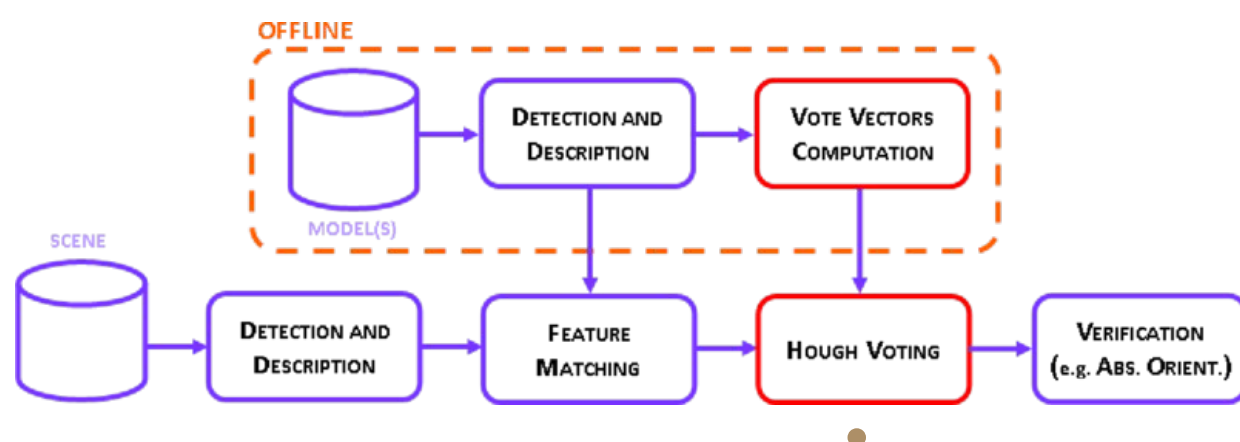 OFFLINE
DETECTION AND
DESCRIPTION
VOTE VECTORS
COMPUTATION
MODEL(S)
SCENE
DETECTION AND
DESCRIPTION
FEATURE
MATCHING
HOUGH VOTING
VERIFICATION
(e.g. ABS. ORIENT.)